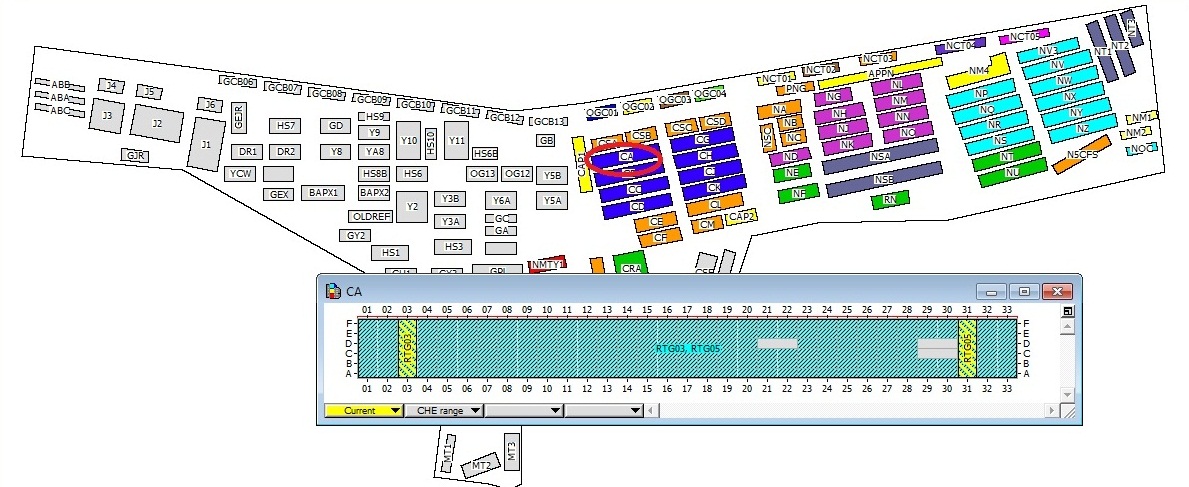 NT3
NT1
NT2
NCT05
NCT04
NCT03
NCT02
NCT01
APPN
NM4
NV3
NV
NW
NX
NY
NZ
NP
NQ
NR
NS
NT
NU
NM1
NM2
NOC
N5CFS
PNG
NA
NB
NC
NSC
ND
NE
NF
NG
NH
NJ
NK
NL
NM
NN
NO
NSA
NSB
RN
ABB
ABA
ABC
J4
J5
J3
J2
J6
J1
GJR
GEJR
GCB06
GCB07
GCB08
GCB09
GCB10
GCB11
GCB12
GCB13
GB
HS7
GD
HS9
Y9
Y10
HS10
Y11
DR1
DR2
Y8
YA8
HS6B
YCW
HS8B
HS6
OG13
OG12
Y5B
GEX
BAPX1
BAPX2
Y2
Y3B
Y6A
Y5A
OLDREF
Y3A
GC
GA
GY2
HS1
HS3
NMTY1
CRA
OGC01
OGC02
OGC03
OGC04
CSB
CSC
CSD
CA
CC
CD
CE
CF
CG
CH
CJ
CK
CL
CM
CAP2
CA
01 02 03 04 05 06 07 08 09 10 11 12 13 14 15 16 17 18 19 20 21 22 23 24 25 26 27 28 29 30 31 32 33
F
E
D
C
B
A
RTG02
RTG03
RTG05
RTG05
F
E
D
C
B
A
01 02 03 04 05 06 07 08 09 10 11 12 13 14 15 16 17 18 19 20 21 22 23 24 25 26 27 28 29 30 31 32 33
Current
CHE range
MT1
MT2
MT3